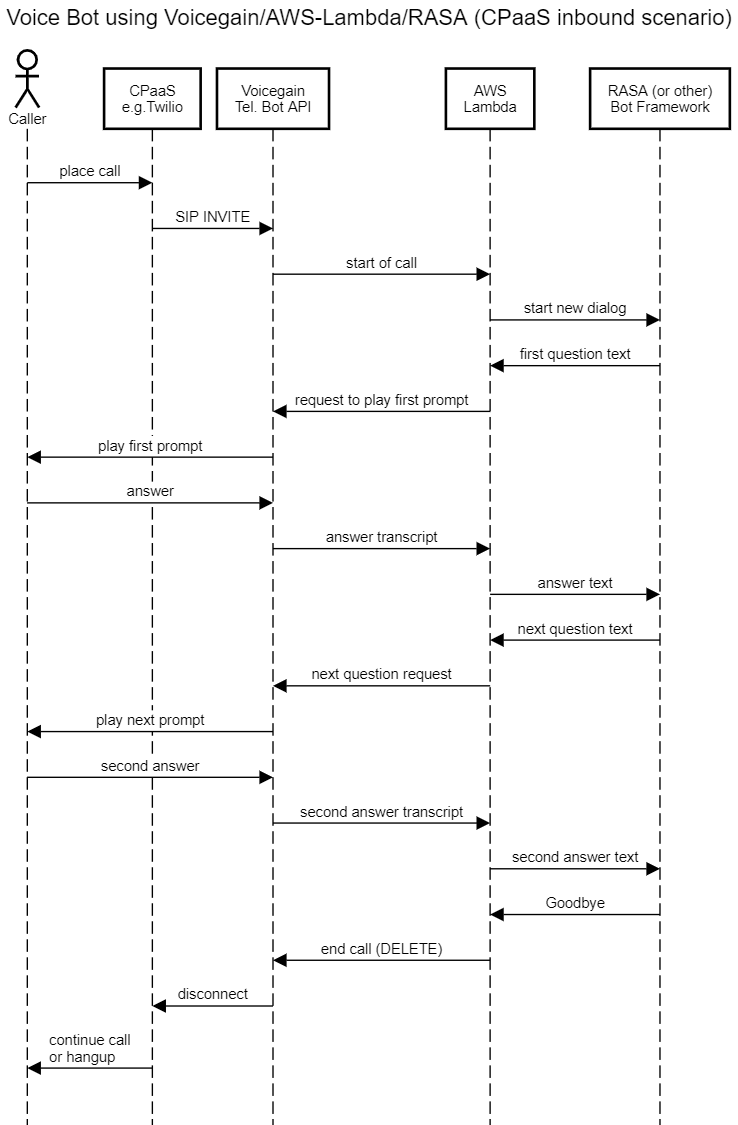 Voice Bot using Voicegain/AWS-Lambda/RASA (CPaaS inbound scenario)
Caller
CPaaS
e.g.Twilio
Voicegain
Tel. Bot API
AWS
Lambda
RASA (or other)
Bot Framework
place call
SIP INVITE
start of call
start new dialog
first question text
request to play first prompt
play first prompt
answer
answer transcript
answer text
next question text
next question request
play next prompt
second answer
second answer transcript
second answer text
Goodbye
end call (DELETE)
disconnect
continue call
or hangup